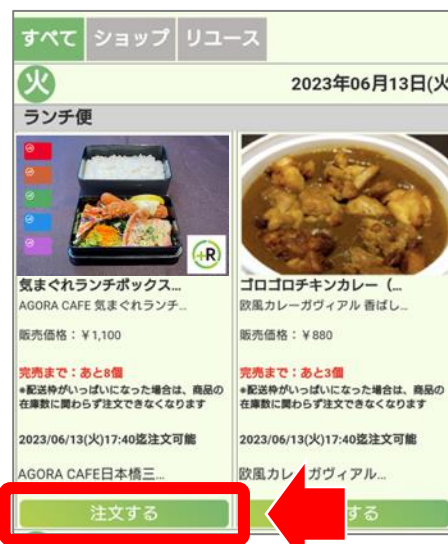 すべて ショップ リユース
火 2023年06月13日(火
ランチ便
+R
気まぐれランチボックス...
AGORA CAFE 気まぐれランチ...
販売価格：¥1,100
完売まで：あと8個
*配送枠がいっぱいになった場合は、商品の
在庫数に関わらず注文できなくなります
2023/06/13(火)17:40迄注文可能
AGORA CAFE日本橋三...
注文する
ゴロゴロチキンカレー（...
欧風カレーガヴィアル 香ばし...
販売価格：¥880
完売まで：あと3個
*配送枠がいっぱいになった場合は、商品の
在庫数に関わらず注文できなくなります
2023/06/13(火)17:40迄注文可能
欧風カレ ガヴィアル...
する